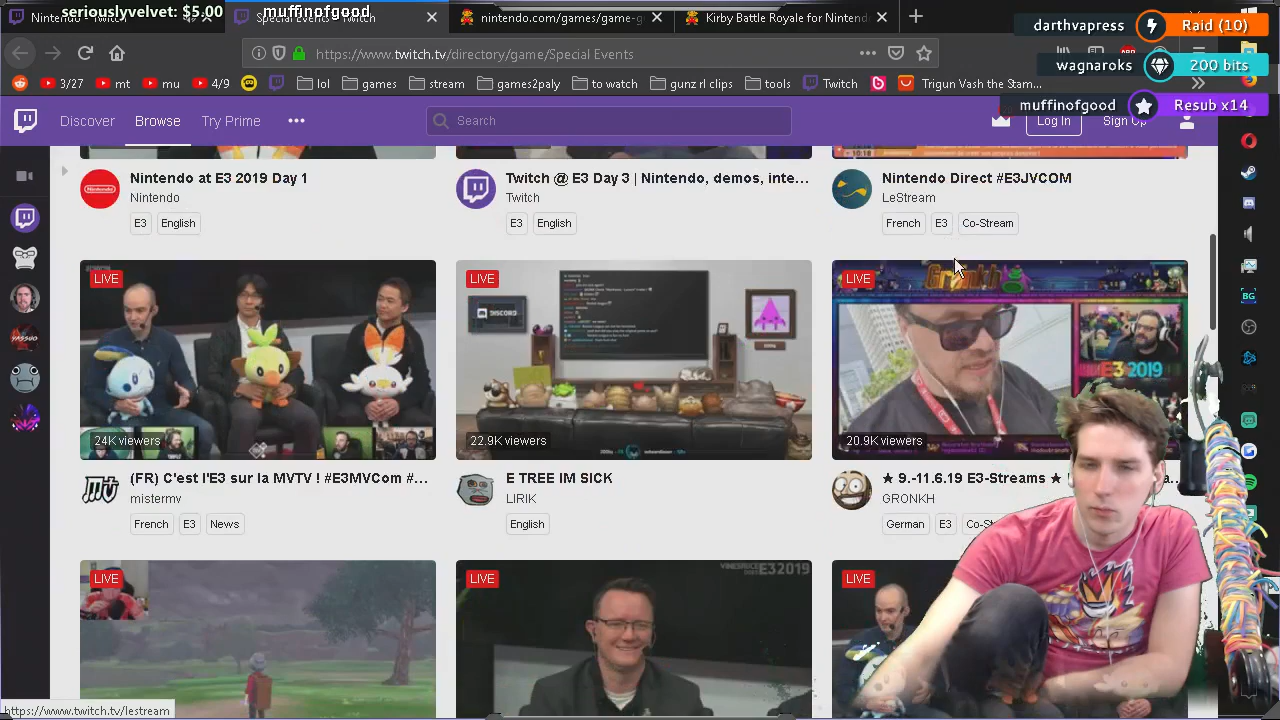 Nintendo - Twitch
seriouslyvelvet: $5.00
muffinofgood
nintendo.com/games/game-g
Kirby Battle Royale for Nintend
darthvapress
Raid (10)
https://www.twitch.tv/directory/game/Special Events
wagnaroks
200 bits
3/27
mt
mu
4/9
lol
games
stream
games 2
to watch
gunz rl clips
tools
Twitch
Trigun Vash the Stam…
muffinofgood
Resub x14
Discover
Browse
Try Prime
Search
Log In
Sign Up
Nintendo at E3 2019 Day 1
Nintendo
E3
English
Twitch @ E3 Day 3 | Nintendo, demos, inte...
Twitch
E3
English
Nintendo Direct #E3JVCOM
LeStream
French
E3
Co-Stream
LIVE
24K viewers
(FR) C'est l'E3 sur la MVTV ! #E3MVCom #...
mistermv
French
E3
News
LIVE
DISCORD
22.9K viewers
E TREE IM SICK
LIRIK
English
LIVE
Gronkh
E3 2019
20.9K viewers
★ 9.-11.6.19 E3-Streams ★
GRONKH
German
E3
LIVE
LIVE
VINESAUCE
E32019
LIVE
https://www.twitch.tv/lestream